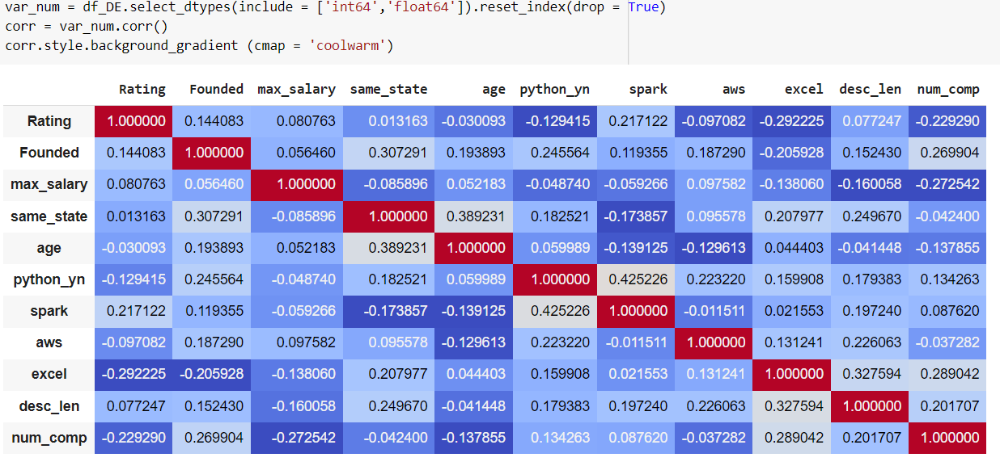 var_num = df_DE.select_dtypes(include = ['int64','float64']).reset_index(drop = True)
corr = var_num.corr()
corr.style.background_gradient (cmap = 'coolwarm')
Rating Founded max_salary same_state age python_yn spark aws excel desc_len num_comp
Rating 1.000000 0.144083 0.080763 0.013163 -0.030093 -0.129415 0.217122 -0.097082 -0.292225 0.077247 -0.229290
Founded 0.144083 1.000000 0.056460 0.307291 0.193893 0.245564 0.119355 0.187290 -0.205928 0.152430 0.269904
max_salary 0.080763 0.056460 1.000000 -0.085896 0.052183 -0.048740 -0.059266 0.097582 -0.138060 -0.160058 -0.272542
same_state 0.013163 0.307291 -0.085896 1.000000 0.389231 0.182521 -0.173857 0.095578 0.207977 0.249670 -0.042400
age -0.030093 0.193893 0.052183 0.389231 1.000000 0.059989 -0.139125 -0.129613 0.044403 -0.041448 -0.137855
python_yn -0.129415 0.245564 -0.048740 0.182521 0.059989 1.000000 0.425226 0.223220 0.159908 0.179383 0.134263
spark 0.217122 0.119355 -0.059266 -0.173857 -0.139125 0.425226 1.000000 -0.011511 0.021553 0.197240 0.087620
aws -0.097082 0.187290 0.097582 0.095578 -0.129613 0.223220 -0.011511 1.000000 0.131241 0.226063 -0.037282
excel -0.292225 -0.205928 -0.138060 0.207977 0.044403 0.159908 0.021553 0.131241 1.000000 0.327594 0.289042
desc_len 0.077247 0.152430 -0.160058 0.249670 -0.041448 0.179383 0.197240 0.226063 0.327594 1.000000 0.201707
num_comp -0.229290 0.269904 -0.272542 -0.042400 -0.137855 0.134263 0.087620 -0.037282 0.289042 0.201707 1.000000